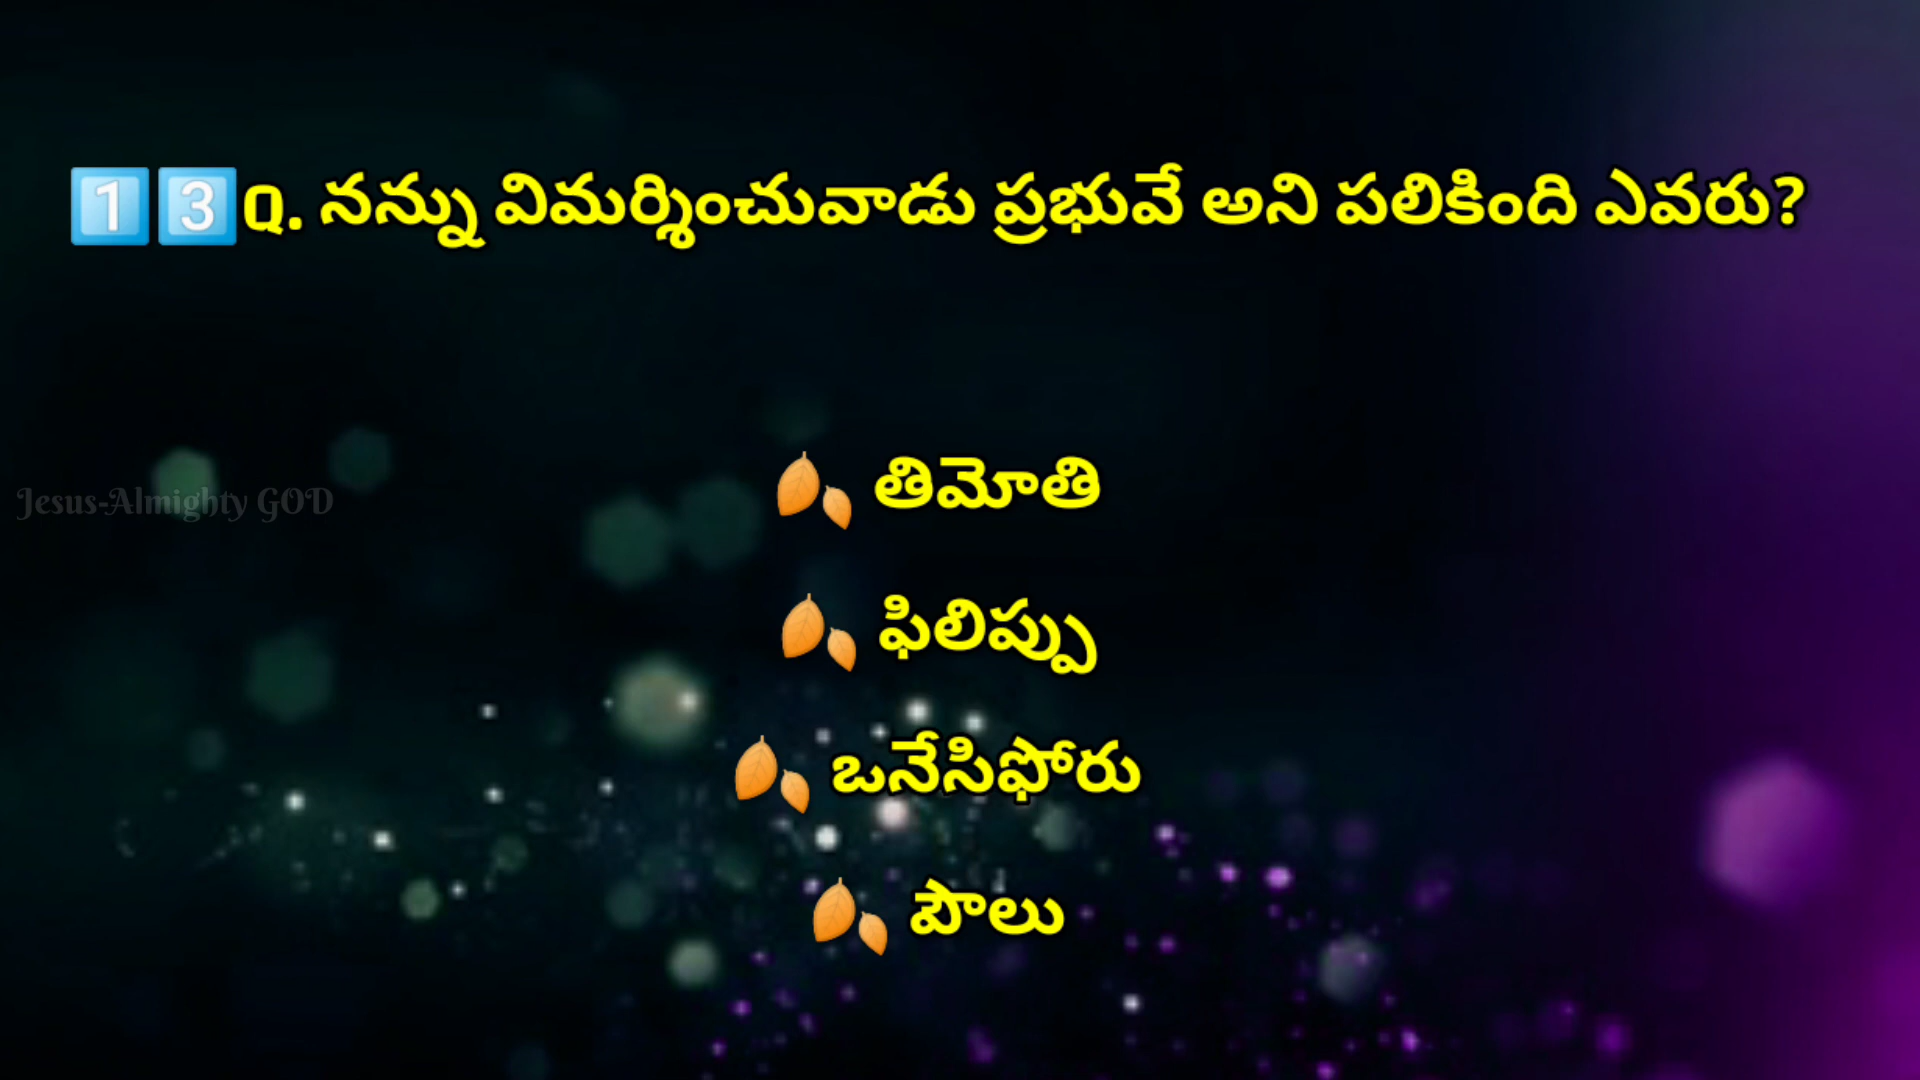 1️⃣3️⃣Q. నన్ను విమర్శించువాడు ప్రభువే అని పలికింది ఎవరు?
🍂 తిమోతి
Jesus-Almighty GOD
🍂 ఫిలిప్పు
🍂 ఒనేసిఫోరు
🍂 పౌలు